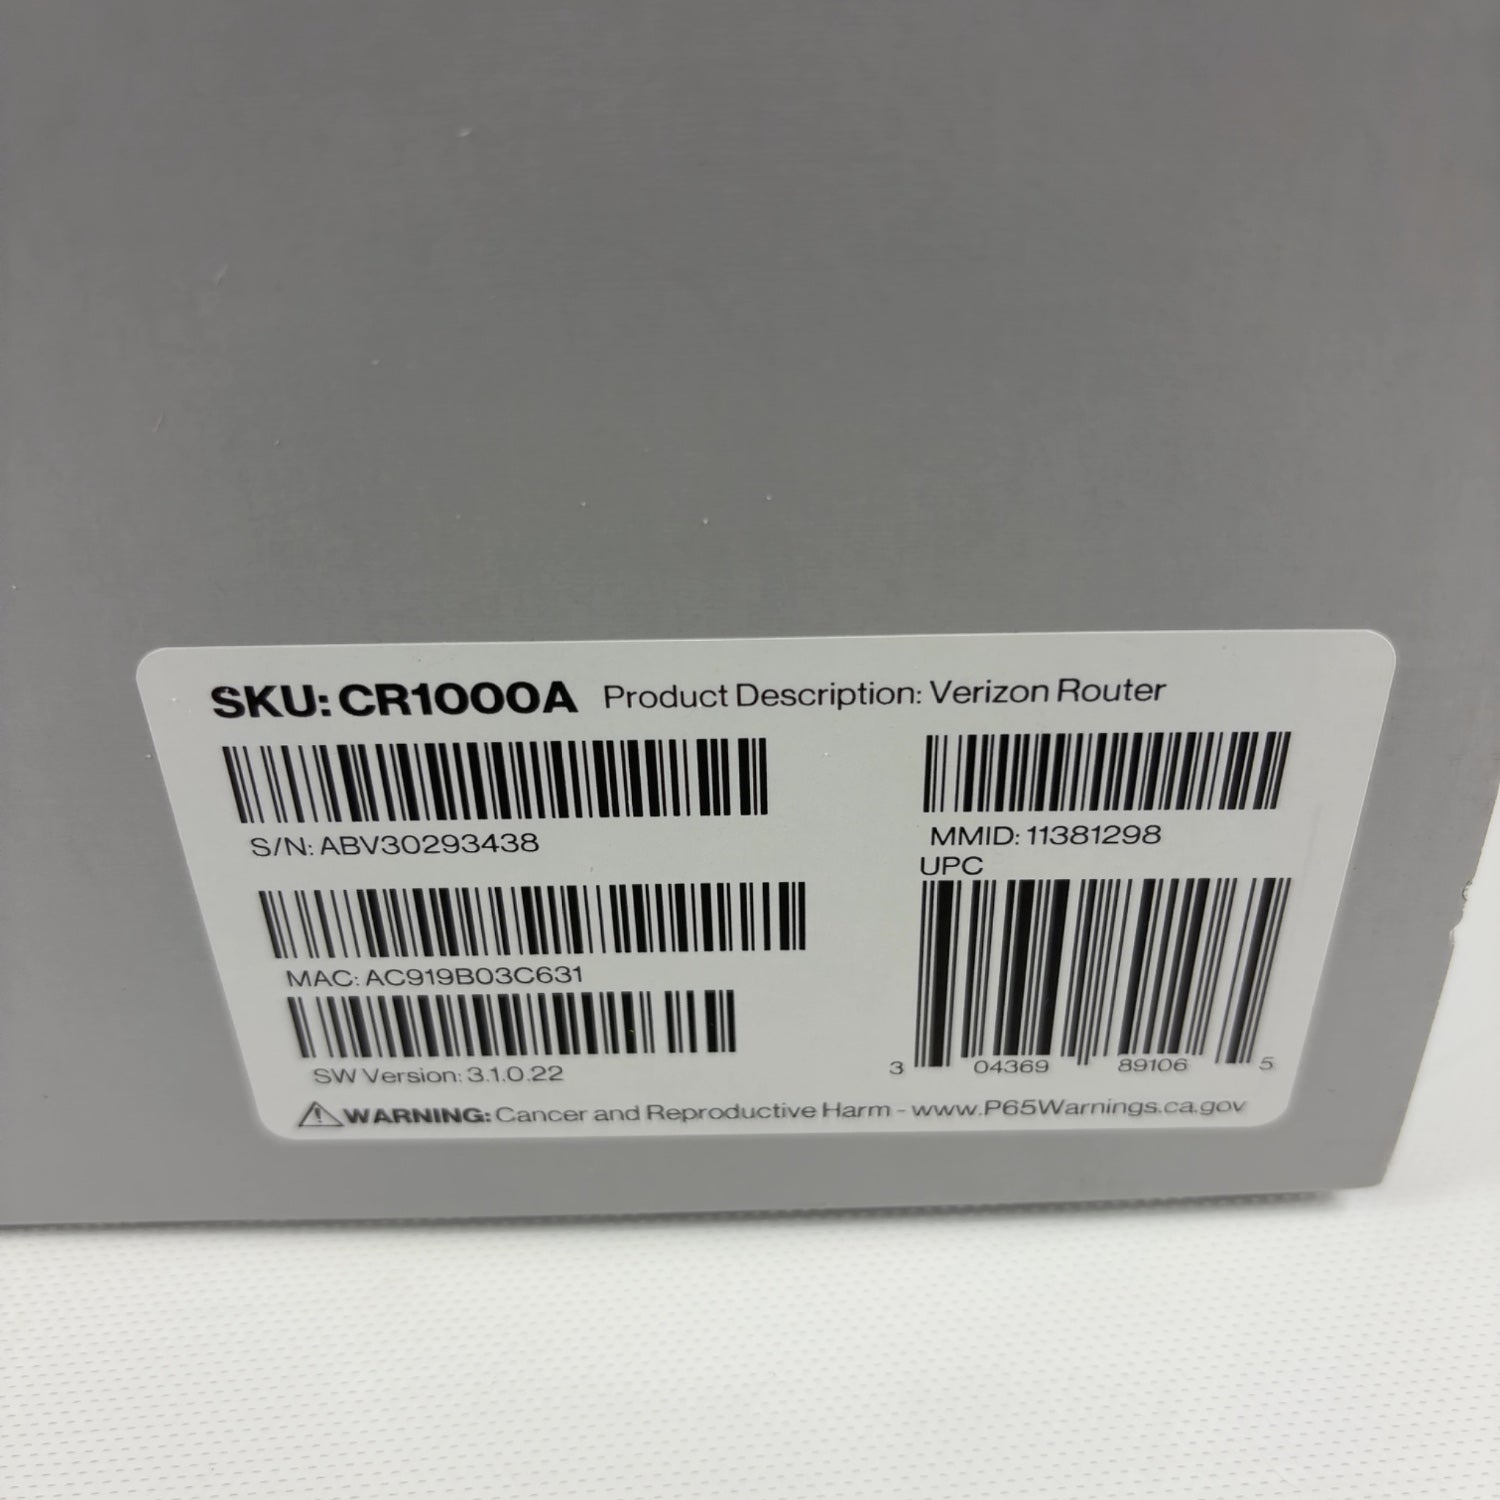 SKU: CR1000A Product Description: Verizon Router
S/N: ABV30293438
MMID: 11381298
UPC
MAC: AC919B03C631
SW Version: 3.1.0.22
3 04369 89106 5
WARNING: Cancer and Reproductive Harm - www.P65Warnings.ca.gov